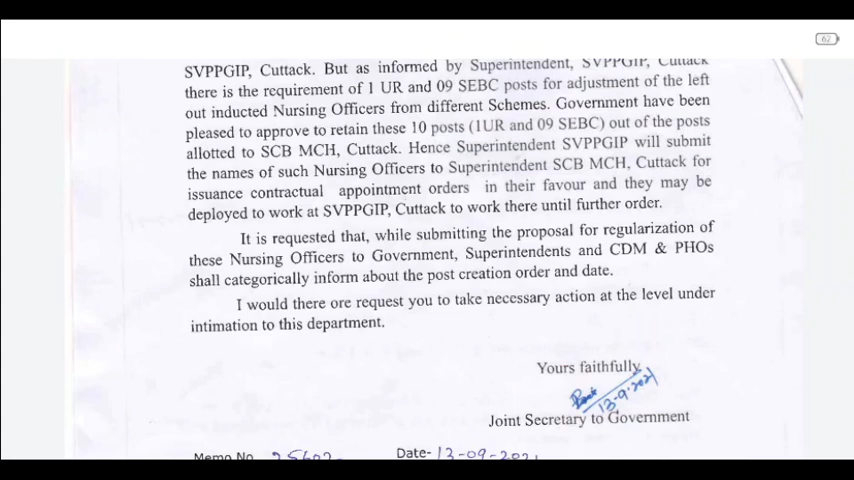 62
SVPPGIP, Cuttack. But as informed by Superintendent, SVPPGIP, Cuttack
there is the requirement of 1 UR and 09 SEBC posts for adjustment of the left
out inducted Nursing Officers from different Schemes. Government have been
pleased to approve to retain these 10 posts (1UR and 09 SEBC) out of the posts
allotted to SCB MCH, Cuttack. Hence Superintendent SVPPGIP will submit
the names of such Nursing Officers to Superintendent SCB MCH, Cuttack for
issuance contractual appointment orders in their favour and they may be
deployed to work at SVPPGIP, Cuttack to work there until further order.
It is requested that, while submitting the proposal for regularization of
these Nursing Officers to Government, Superintendents and CDM & PHOs
shall categorically inform about the post creation order and date.
I would there ore request you to take necessary action at the level under
intimation to this department.
Yours faithfully
13-9-2021
Joint Secretary to Government
Memo No Date- 13-09-2021